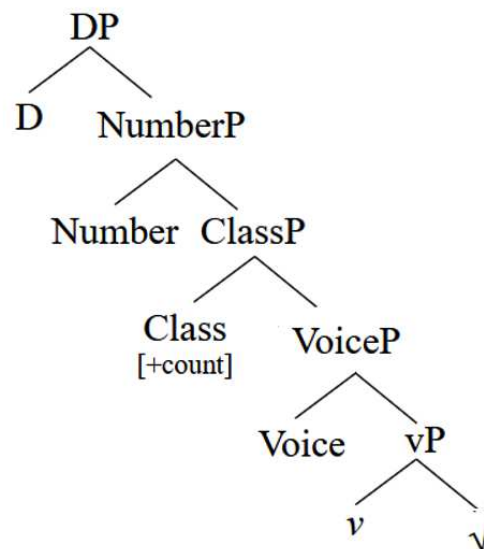 DP
D NumberP
Number ClassP
Class VoiceP
[+count]
Voice vP
v √